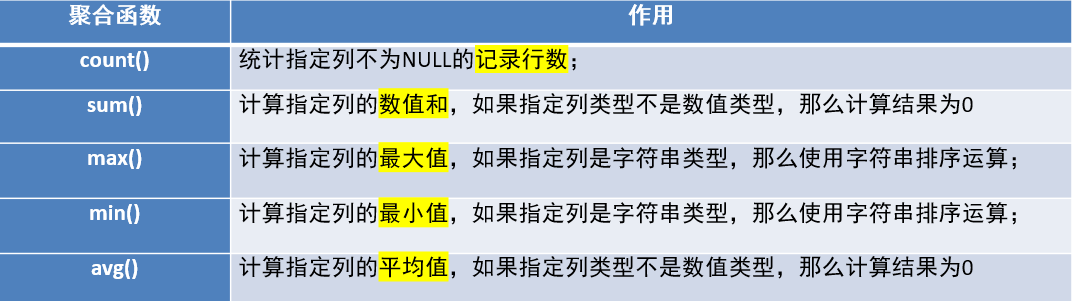 聚合函数 作用
count() 统计指定列不为NULL的记录行数；
sum() 计算指定列的数值和，如果指定列类型不是数值类型，那么计算结果为0
max() 计算指定列的最大值，如果指定列是字符串类型，那么使用字符串排序运算；
min() 计算指定列的最小值，如果指定列是字符串类型，那么使用字符串排序运算；
avg() 计算指定列的平均值，如果指定列类型不是数值类型，那么计算结果为0